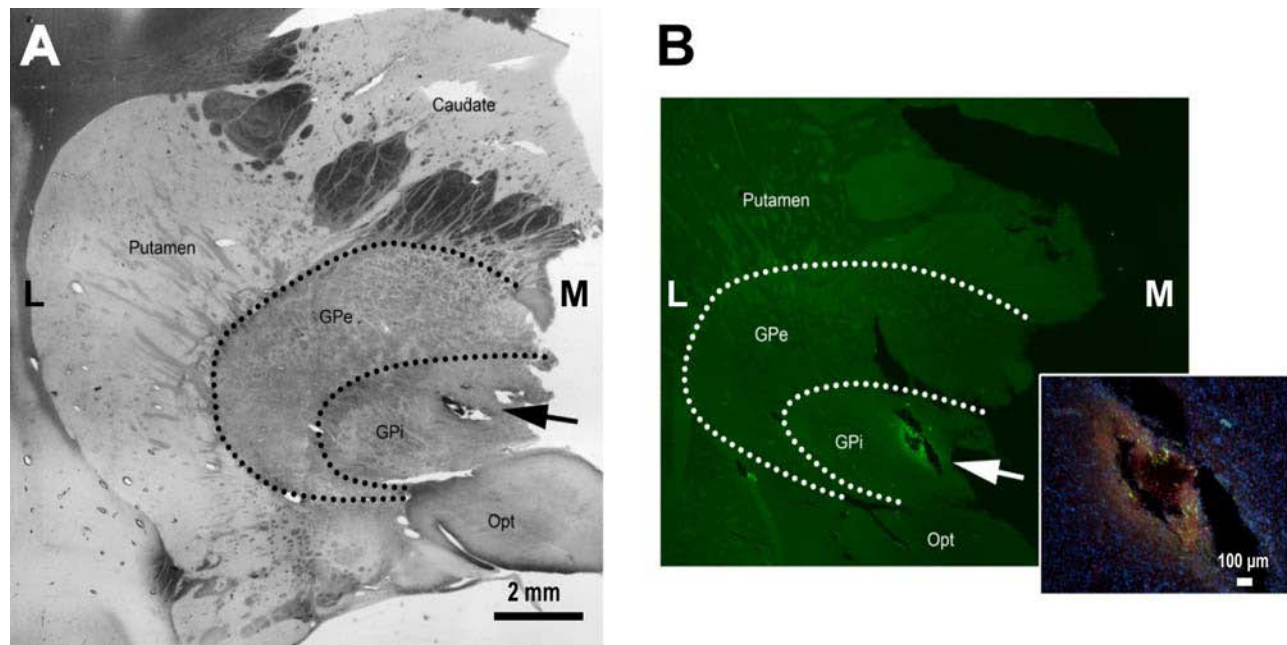 A
Caudate
Putamen
L
M
GPe
GPi
Opt
2 mm
B
Putamen
L
M
GPe
GPi
Opt
100 µm